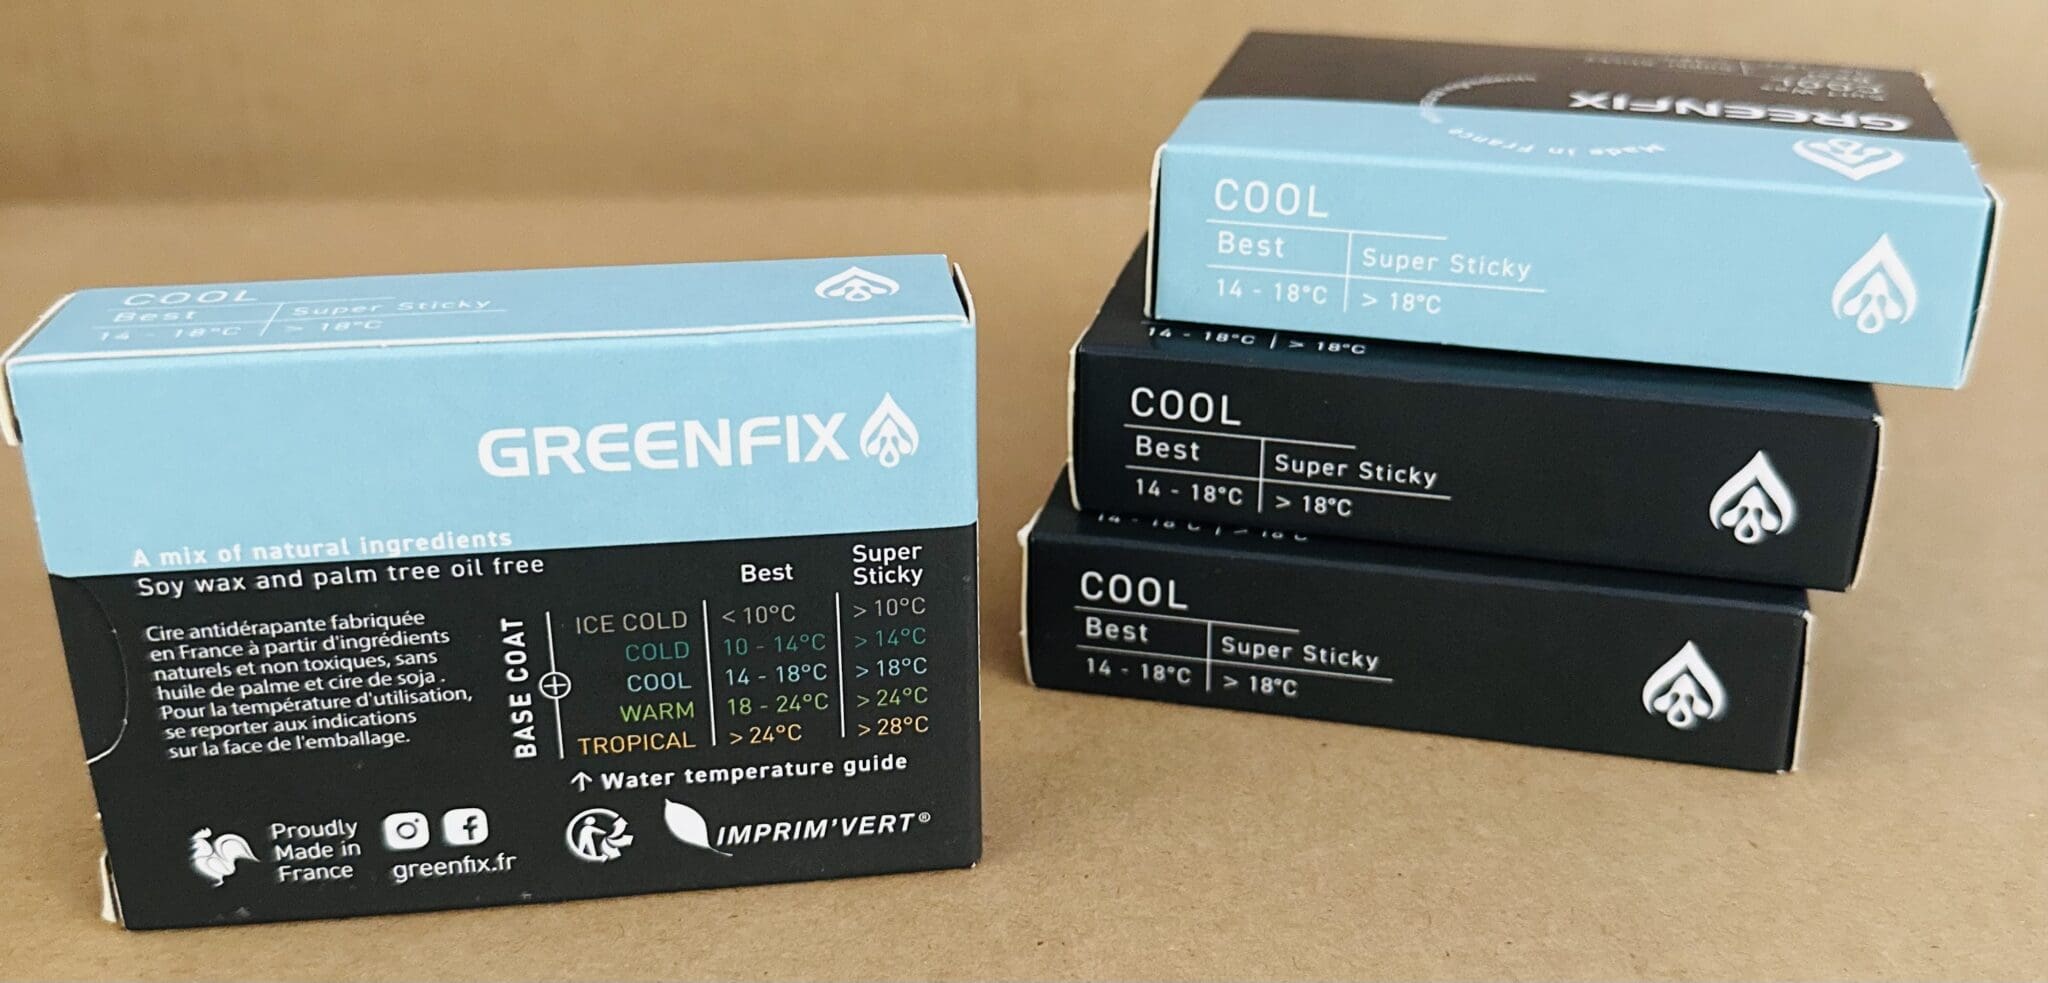 COOL
Best | Super Sticky
14 - 18°C | > 18°C
GREENFIX
A mix of natural ingredients
Soy wax and palm tree oil free
Cire antidérapante fabriquée
en France à partir d'ingrédients
naturels et non toxiques, sans
huile de palme et cire de soja .
Pour la température d'utilisation,
se reporter aux indications
sur la face de l'emballage.
BASE COAT
Best Super Sticky
ICE COLD < 10°C > 10°C
COLD 10 - 14°C > 14°C
COOL 14 - 18°C > 18°C
WARM 18 - 24°C > 24°C
TROPICAL > 24°C > 28°C
↑ Water temperature guide
Proudly
Made in
France
greenfix.fr
IMPRIM'VERT®
Surf Wax
COOL
GREENFIX
Made in France
COOL
Best | Super Sticky
14 - 18°C | > 18°C
14 - 18°C | > 18°C
COOL
Best | Super Sticky
14 - 18°C | > 18°C
14 - 18°C | > 18°C
COOL
Best | Super Sticky
14 - 18°C | > 18°C